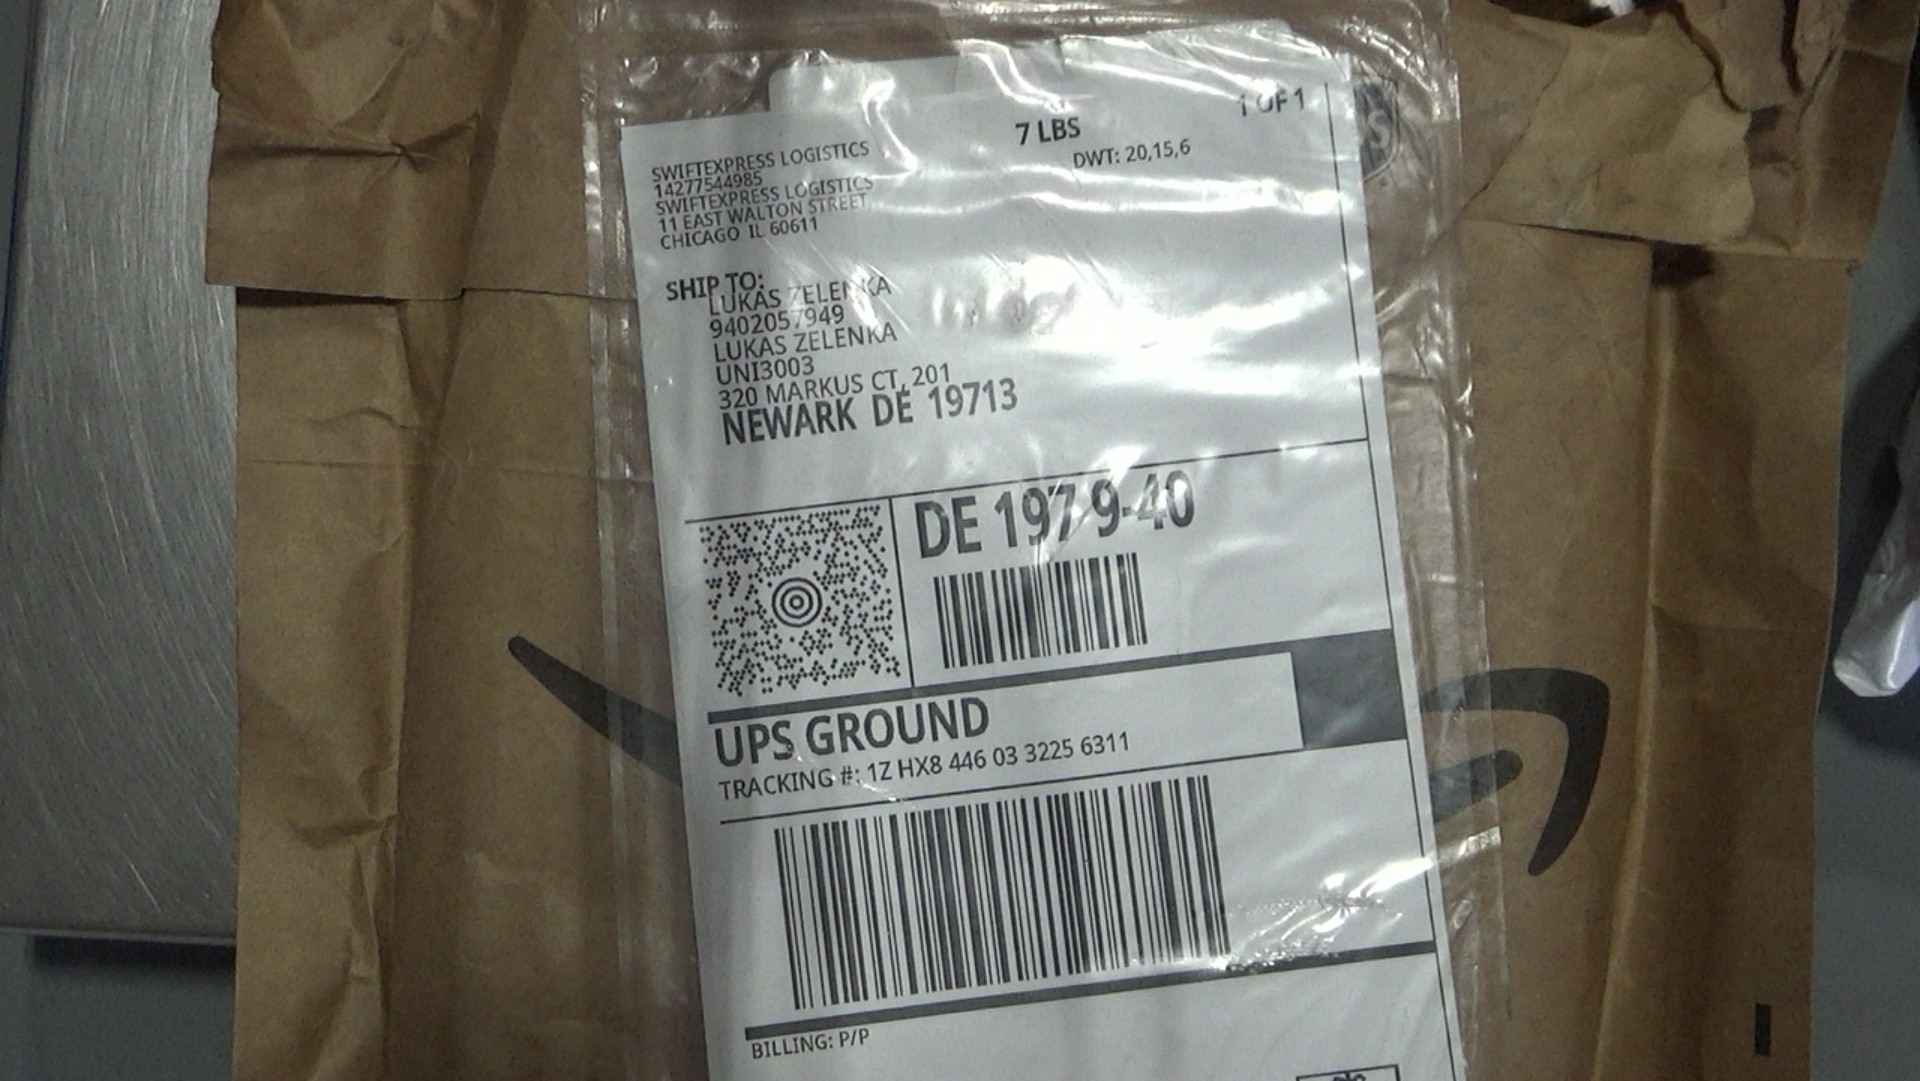 1 OF 1
7 LBS
DWT: 20,15,6
SWIFTEXPRESS LOGISTICS
14277544985
SWIFTEXPRESS LOGISTICS
11 EAST WALTON STREET
CHICAGO IL 60611
SHIP TO:
LUKAS ZELENKA
9402057949
LUKAS ZELENKA
UNI3003
320 MARKUS CT, 201
NEWARK DE 19713
DE 197 9-40
UPS GROUND
TRACKING #: 1Z HX8 446 03 3225 6311
BILLING: P/P